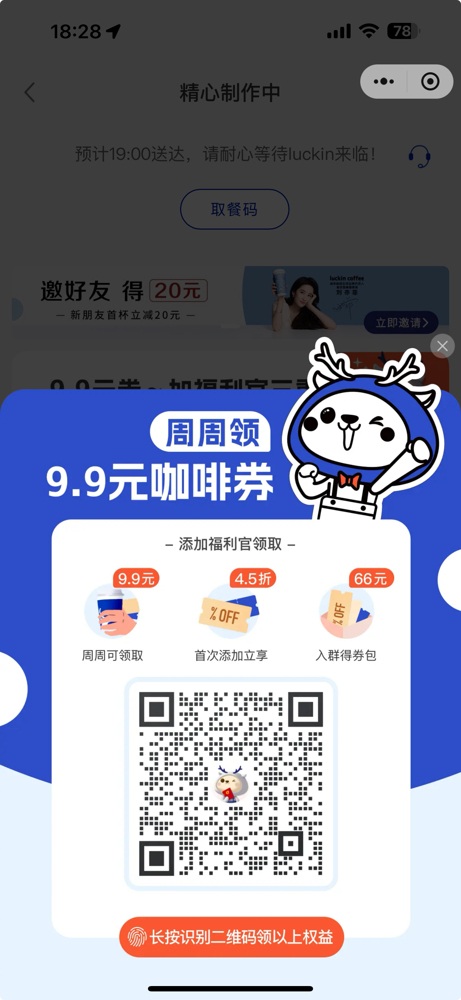 18:28
78
精心制作中
预计19:00送达，请耐心等待luckin来临！
取餐码
邀好友 得 20元
— 新朋友首杯立减20元 —
luckin coffee
刘亦菲
立即邀请
9.9元券
周周领
9.9元咖啡券
– 添加福利官领取 –
9.9元
4.5折
66元
% OFF
% OFF
周周可领取
首次添加立享
入群得券包
长按识别二维码领以上权益